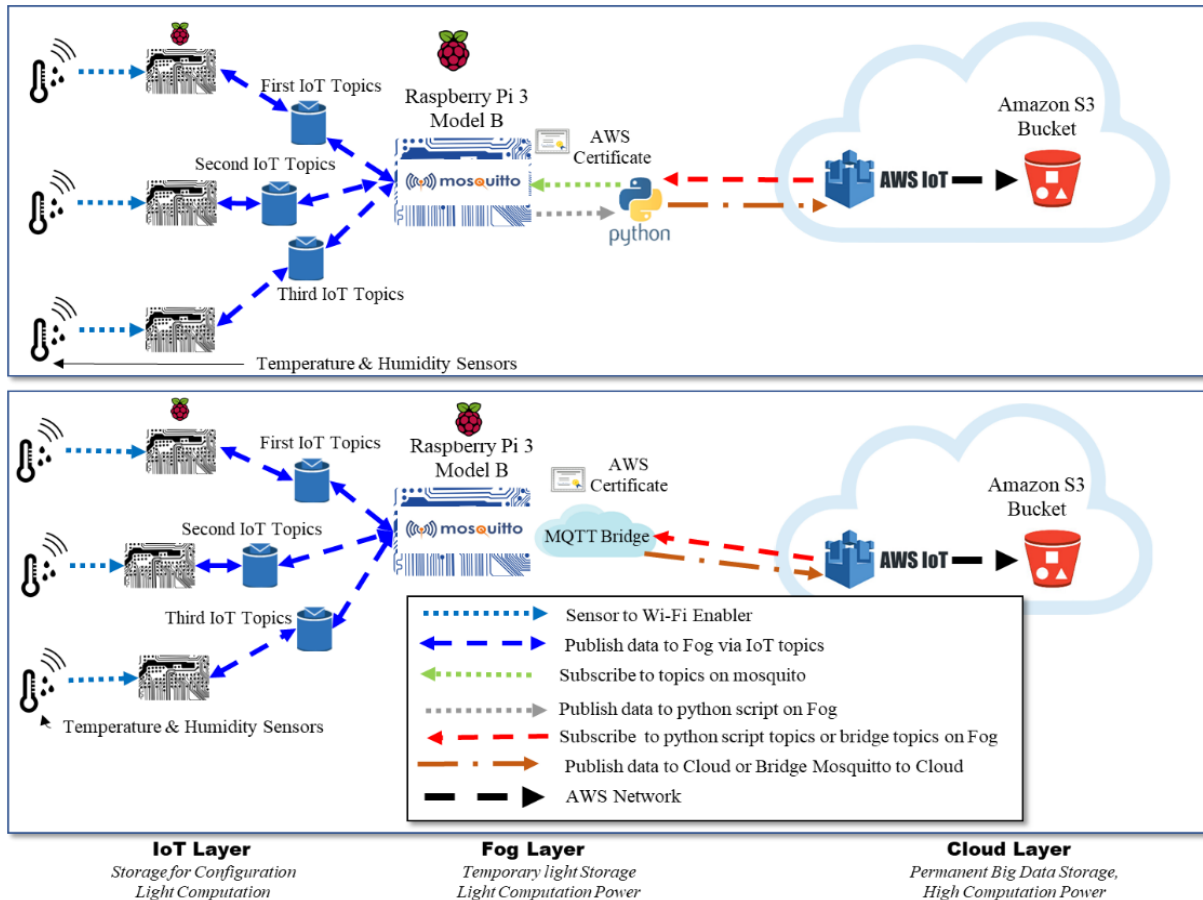 First IoT Topics
Raspberry Pi 3
Model B
AWS
Certificate
Amazon S3
Bucket
Second IoT Topics
mosquitto
AWS IoT
python
Third IoT Topics
Temperature & Humidity Sensors
First IoT Topics
Raspberry Pi 3
Model B
AWS
Certificate
Amazon S3
Bucket
Second IoT Topics
mosquitto
MQTT Bridge
AWS IoT
Third IoT Topics
Temperature & Humidity Sensors
Sensor to Wi-Fi Enabler
Publish data to Fog via IoT topics
Subscribe to topics on mosquito
Publish data to python script on Fog
Subscribe to python script topics or bridge topics on Fog
Publish data to Cloud or Bridge Mosquitto to Cloud
AWS Network
IoT Layer
Storage for Configuration
Light Computation
Fog Layer
Temporary light Storage
Light Computation Power
Cloud Layer
Permanent Big Data Storage,
High Computation Power